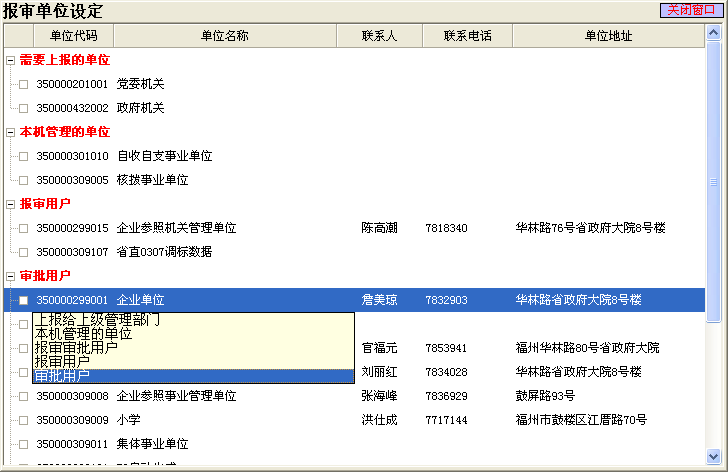 报审单位设定
关闭窗口
单位代码 单位名称 联系人 联系电话 单位地址
需要上报的单位
350000201001 党委机关
350000432002 政府机关
本机管理的单位
350000301010 自收自支事业单位
350000309005 核拨事业单位
报审用户
350000299015 企业参照机关管理单位 陈高潮 7818340 华林路76号省政府大院8号楼
350000309107 省直0307调标数据
审批用户
350000299001 企业单位 詹美琼 7832903 华林路省政府大院8号楼
上报给上级管理部门
本机管理的单位
报审审批用户 官福元 7853941 福州华林路80号省政府大院
报审用户
审批用户 刘丽红 7834028 华林路省政府大院8号楼
350000309008 企业参照事业管理单位 张海峰 7836929 鼓屏路93号
350000309009 小学 洪仕成 7717144 福州市鼓楼区江厝路70号
350000309011 集体事业单位